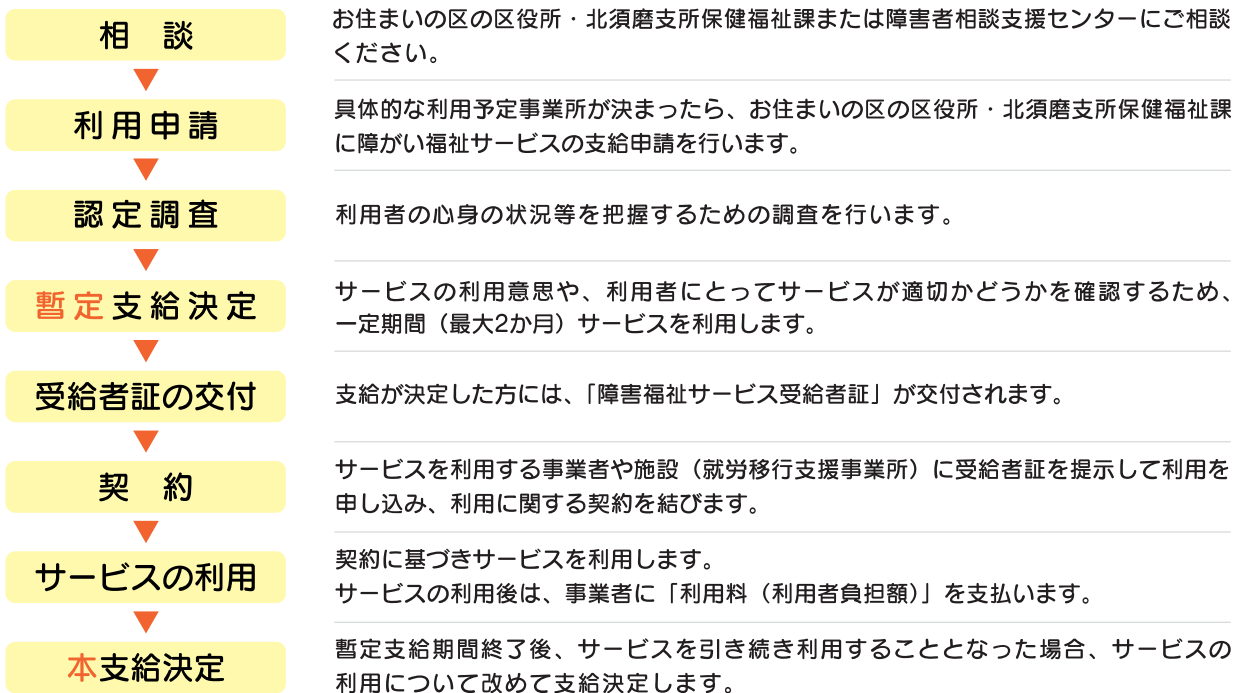 相　談
お住まいの区の区役所・北須磨支所保健福祉課または障害者相談支援センターにご相談
ください。
利用申請
具体的な利用予定事業所が決まったら、お住まいの区の区役所・北須磨支所保健福祉課
に障がい福祉サービスの支給申請を行います。
認定調査
利用者の心身の状況等を把握するための調査を行います。
暫定支給決定
サービスの利用意思や、利用者にとってサービスが適切かどうかを確認するため、
一定期間（最大2か月）サービスを利用します。
受給者証の交付
支給が決定した方には、「障害福祉サービス受給者証」が交付されます。
契　約
サービスを利用する事業者や施設（就労移行支援事業所）に受給者証を提示して利用を
申し込み、利用に関する契約を結びます。
サービスの利用
契約に基づきサービスを利用します。
サービスの利用後は、事業者に「利用料（利用者負担額）」を支払います。
本支給決定
暫定支給期間終了後、サービスを引き続き利用することとなった場合、サービスの
利用について改めて支給決定します。